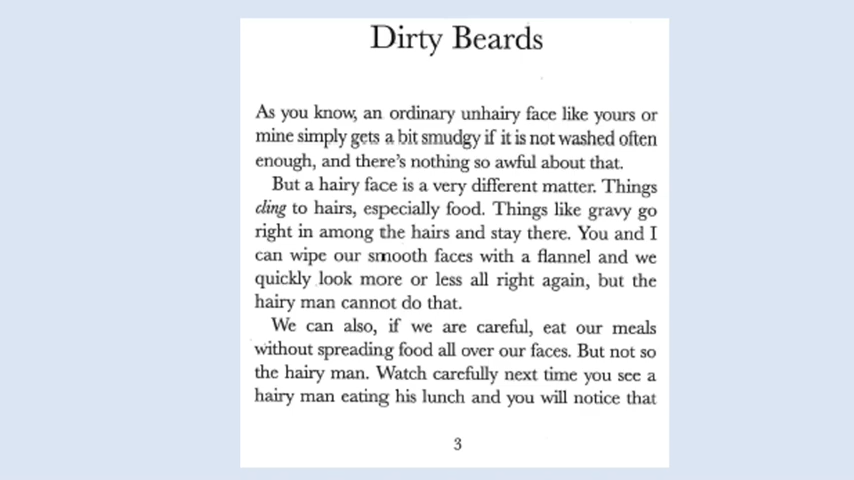 Dirty Beards
As you know, an ordinary unhairy face like yours or
mine simply gets a bit smudgy if it is not washed often
enough, and there's nothing so awful about that.
But a hairy face is a very different matter. Things
cling to hairs, especially food. Things like gravy go
right in among the hairs and stay there. You and I
can wipe our smooth faces with a flannel and we
quickly look more or less all right again, but the
hairy man cannot do that.
We can also, if we are careful, eat our meals
without spreading food all over our faces. But not so
the hairy man. Watch carefully next time you see a
hairy man eating his lunch and you will notice that
3